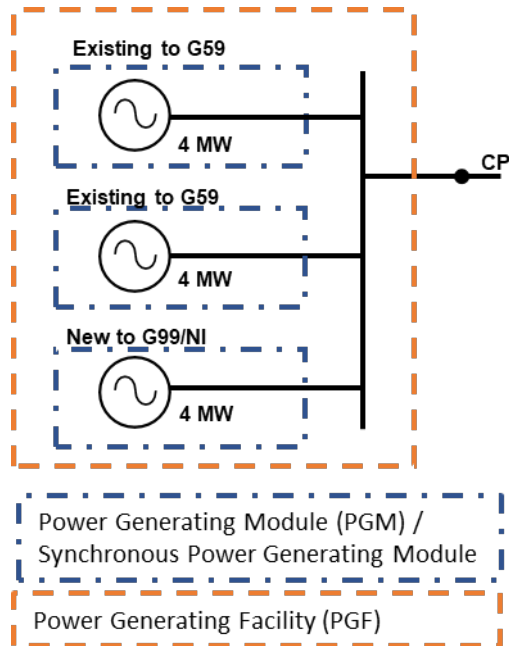 Existing to G59
4 MW
CP
Existing to G59
4 MW
New to G99/NI
4 MW
Power Generating Module (PGM) /
Synchronous Power Generating Module
Power Generating Facility (PGF)